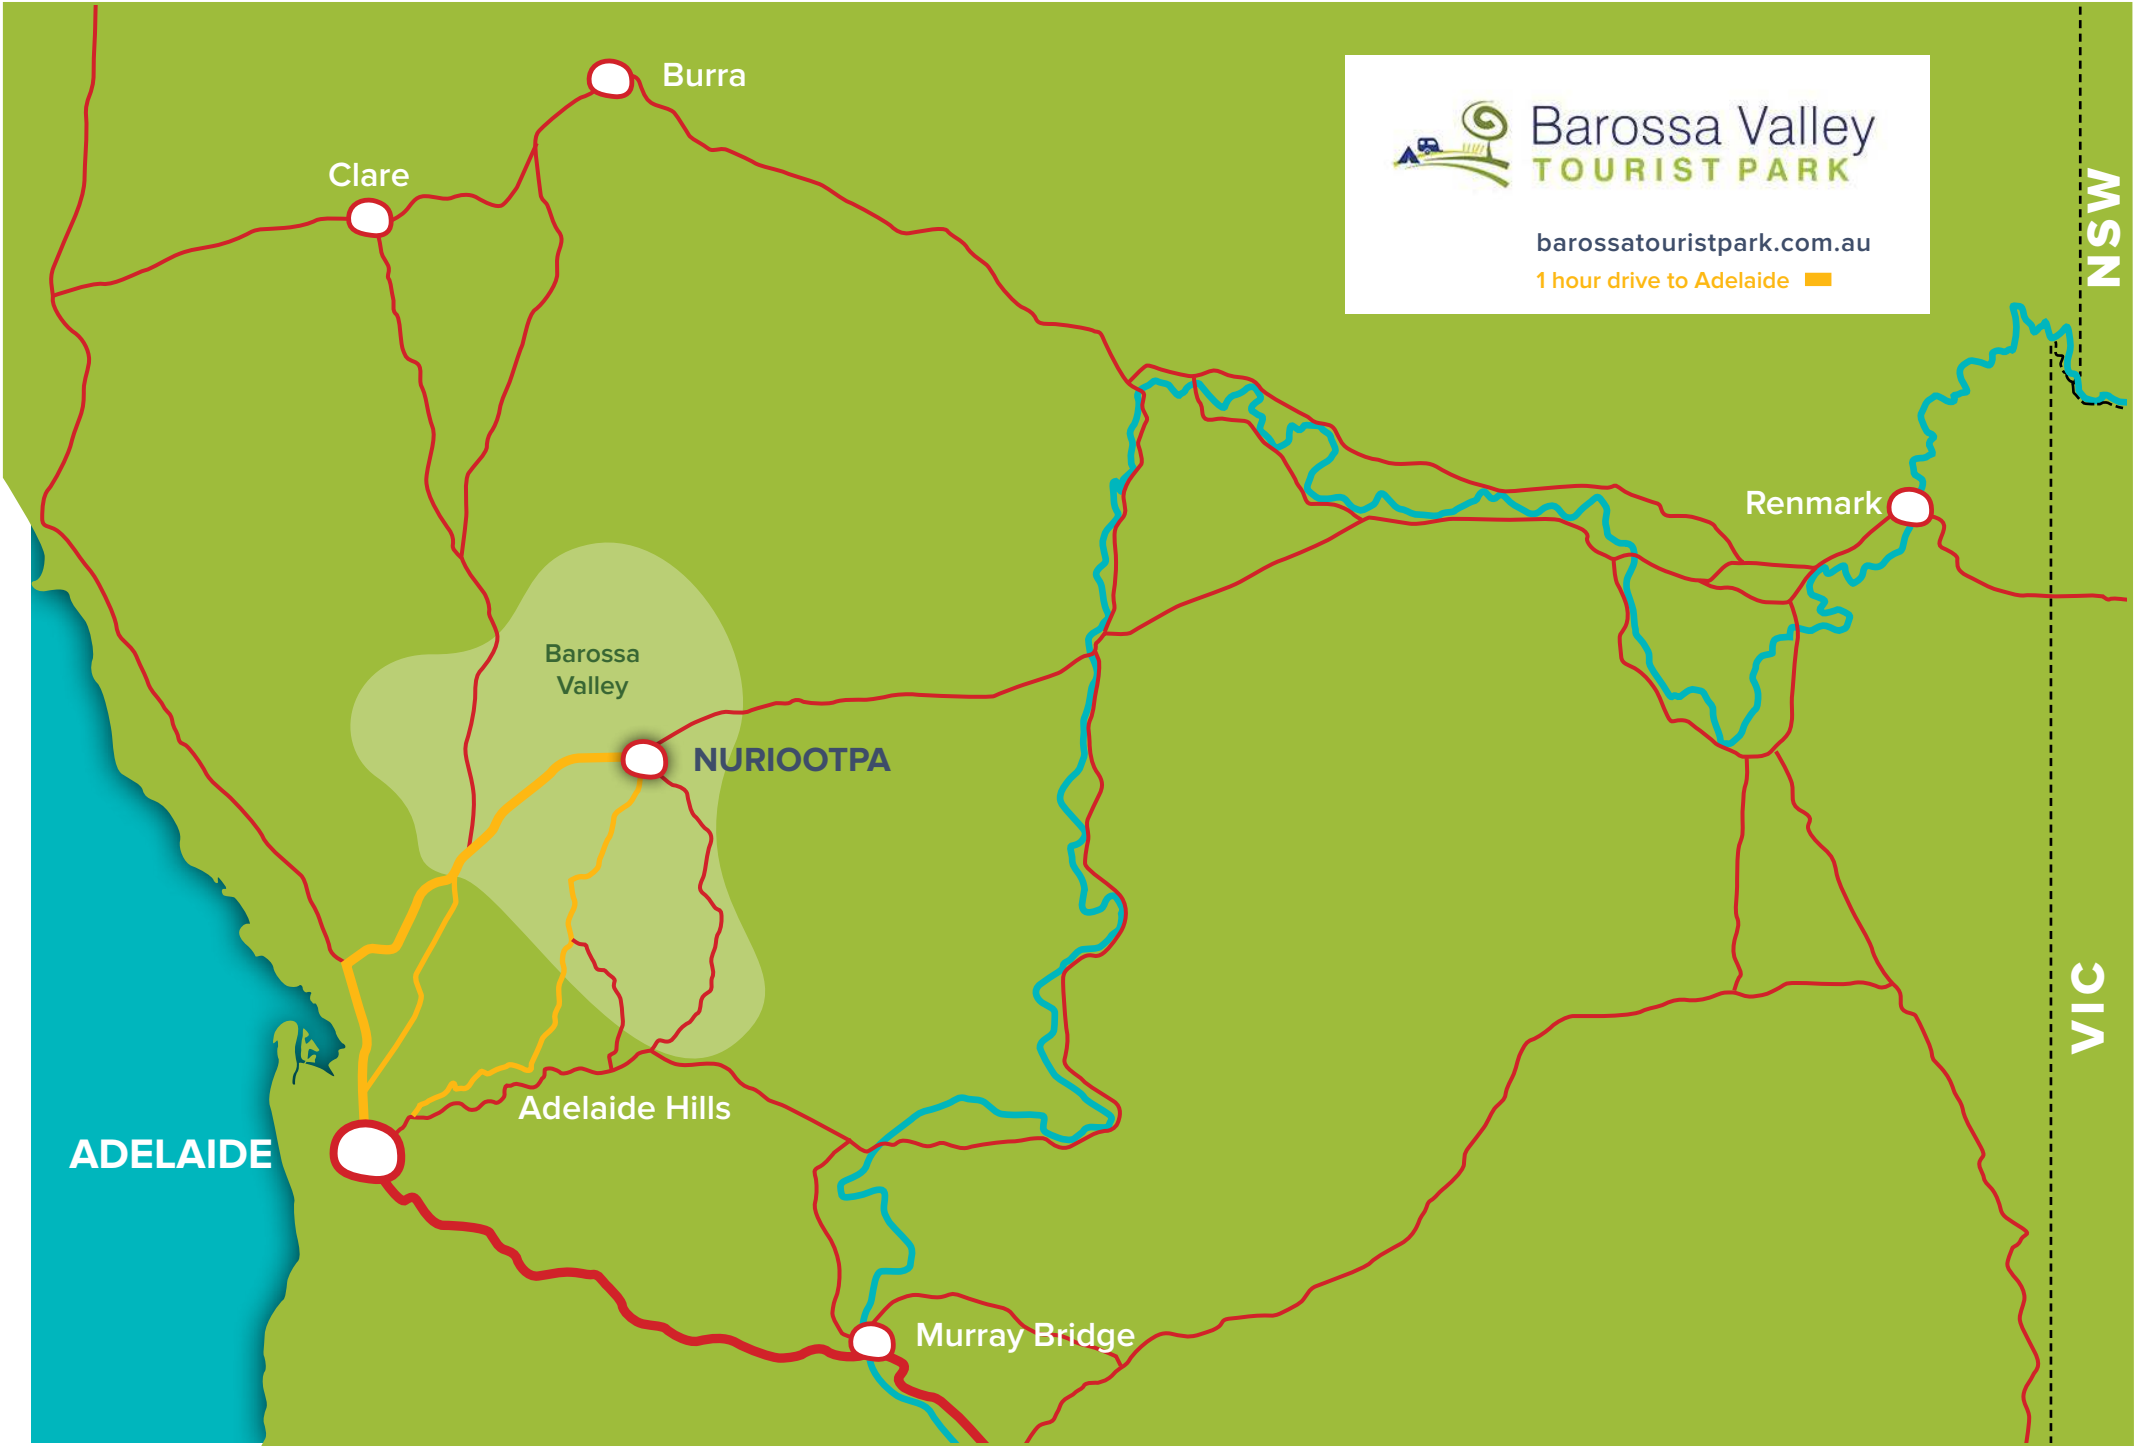 Burra
Barossa Valley
TOURIST PARK
barossatouristpark.com.au
1 hour drive to Adelaide
NSW
Clare
Renmark
Barossa
Valley
NURIOOTPA
VIC
Adelaide Hills
ADELAIDE
Murray Bridge